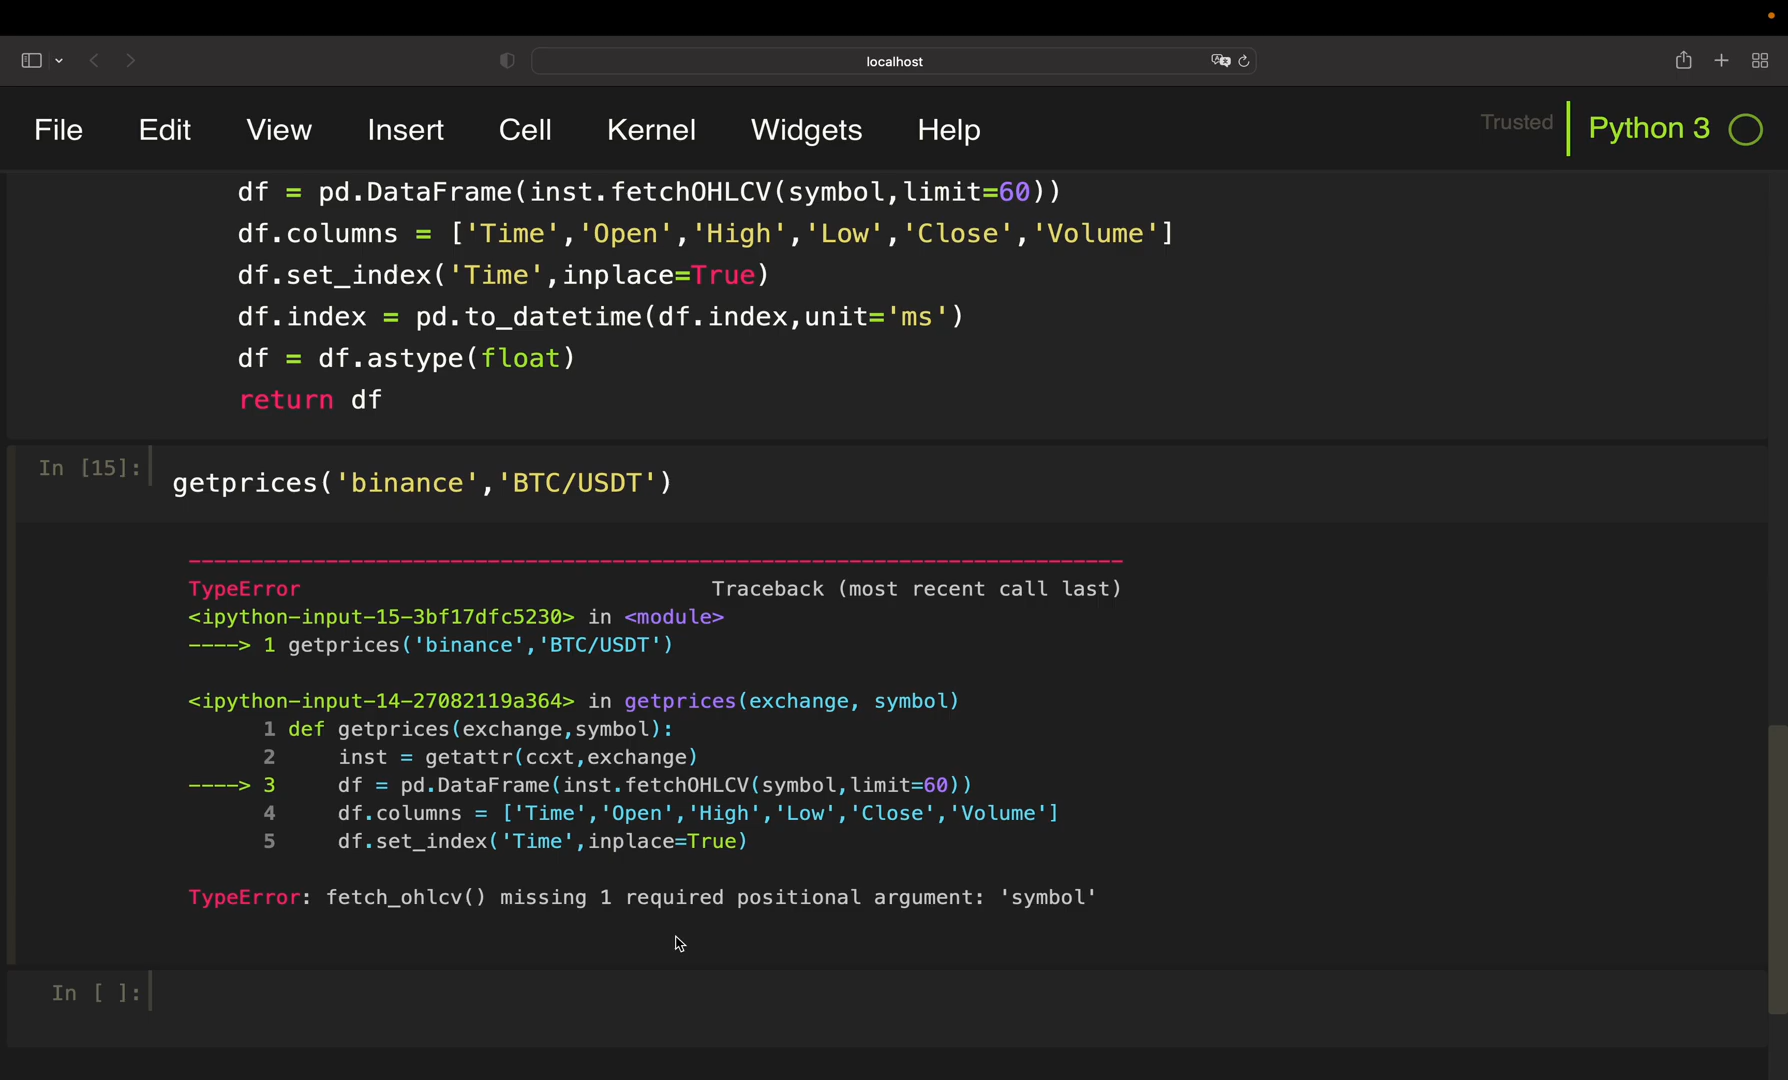 localhost
File Edit View Insert Cell Kernel Widgets Help Trusted Python 3
df = pd.DataFrame(inst.fetchOHLCV(symbol,limit=60))
df.columns = ['Time','Open','High','Low','Close','Volume']
df.set_index('Time',inplace=True)
df.index = pd.to_datetime(df.index,unit='ms')
df = df.astype(float)
return df
In [15]: getprices('binance','BTC/USDT')
---------------------------------------------------------------------------
TypeError Traceback (most recent call last)
<ipython-input-15-3bf17dfc5230> in <module>
----> 1 getprices('binance','BTC/USDT')
<ipython-input-14-27082119a364> in getprices(exchange, symbol)
1 def getprices(exchange,symbol):
2 inst = getattr(ccxt,exchange)
----> 3 df = pd.DataFrame(inst.fetchOHLCV(symbol,limit=60))
4 df.columns = ['Time','Open','High','Low','Close','Volume']
5 df.set_index('Time',inplace=True)
TypeError: fetch_ohlcv() missing 1 required positional argument: 'symbol'
In [ ]: